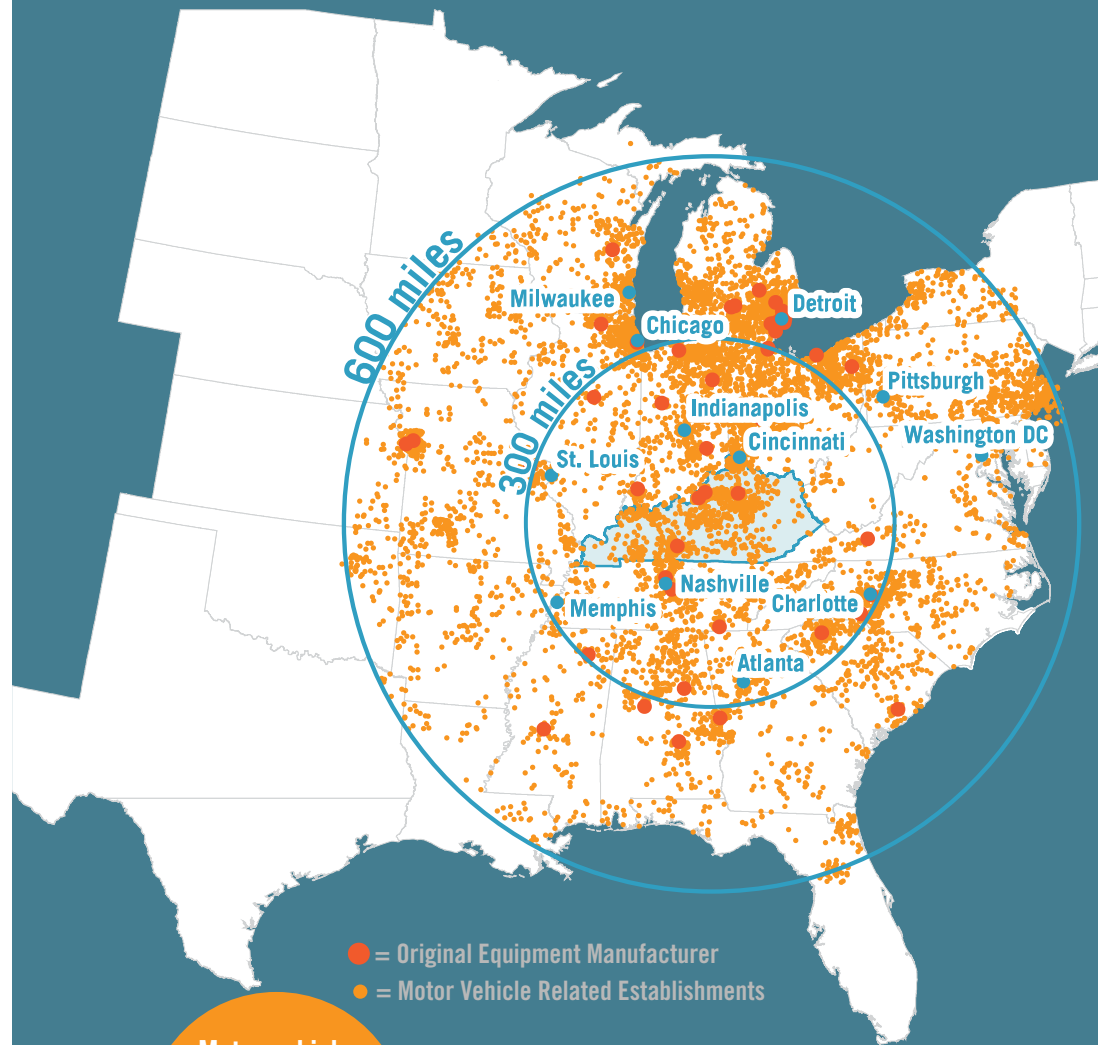 600 miles
300 miles
Milwaukee
Detroit
Chicago
Pittsburgh
Indianapolis
Washington DC
Cincinnati
St. Louis
Nashville
Charlotte
Memphis
Atlanta
= Original Equipment Manufacturer
= Motor Vehicle Related Establishments